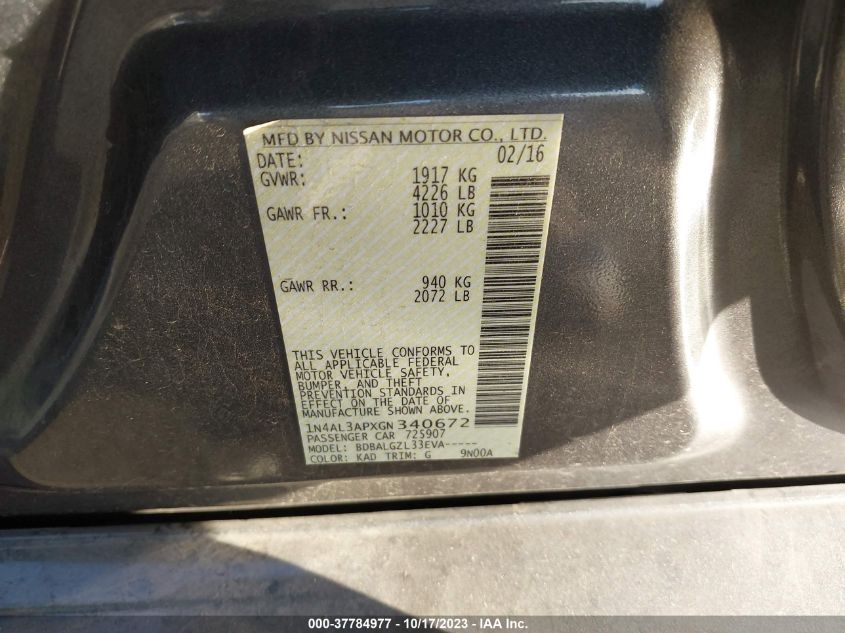 MFD BY NISSAN MOTOR CO., LTD.
DATE: 02/16
GVWR: 1917 KG
4226 LB
GAWR FR.: 1010 KG
2227 LB
GAWR RR.: 940 KG
2072 LB
THIS VEHICLE CONFORMS TO
ALL APPLICABLE FEDERAL
MOTOR VEHICLE SAFETY,
BUMPER, AND THEFT
PREVENTION STANDARDS IN
EFFECT ON THE DATE OF
MANUFACTURE SHOWN ABOVE.
1N4AL3APXGN340672
PASSENGER CAR 725907
MODEL: BDBALGZL33EVA-----
COLOR: KAD TRIM: G 9N00A
000-37784977 - 10/17/2023 - IAA Inc.